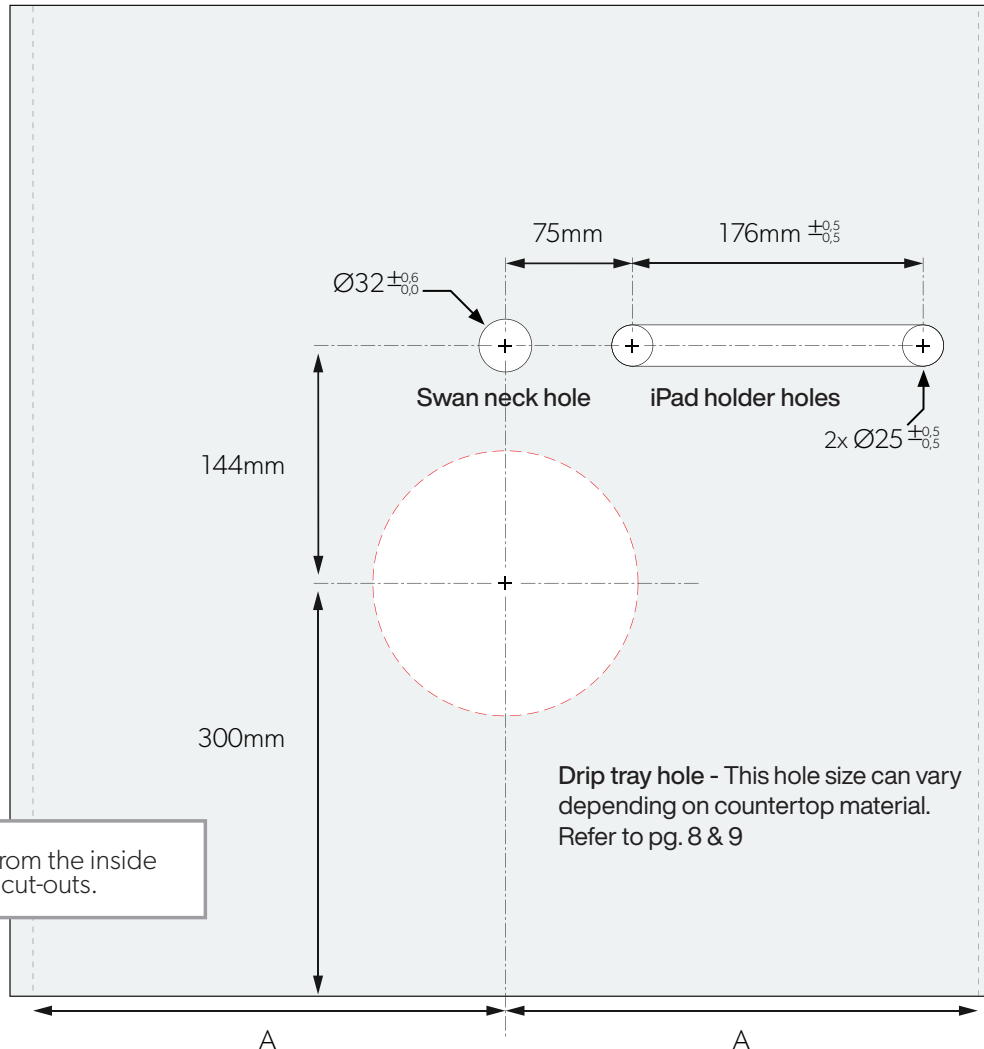 75mm
176mm ±0,5 0,5
Ø32 ±0,6 0,0
Swan neck hole
iPad holder holes
2x Ø25 ±0,5 0,5
144mm
300mm
Drip tray hole - This hole size can vary
depending on countertop material.
Refer to pg. 8 & 9
from the inside
cut-outs.
A
A